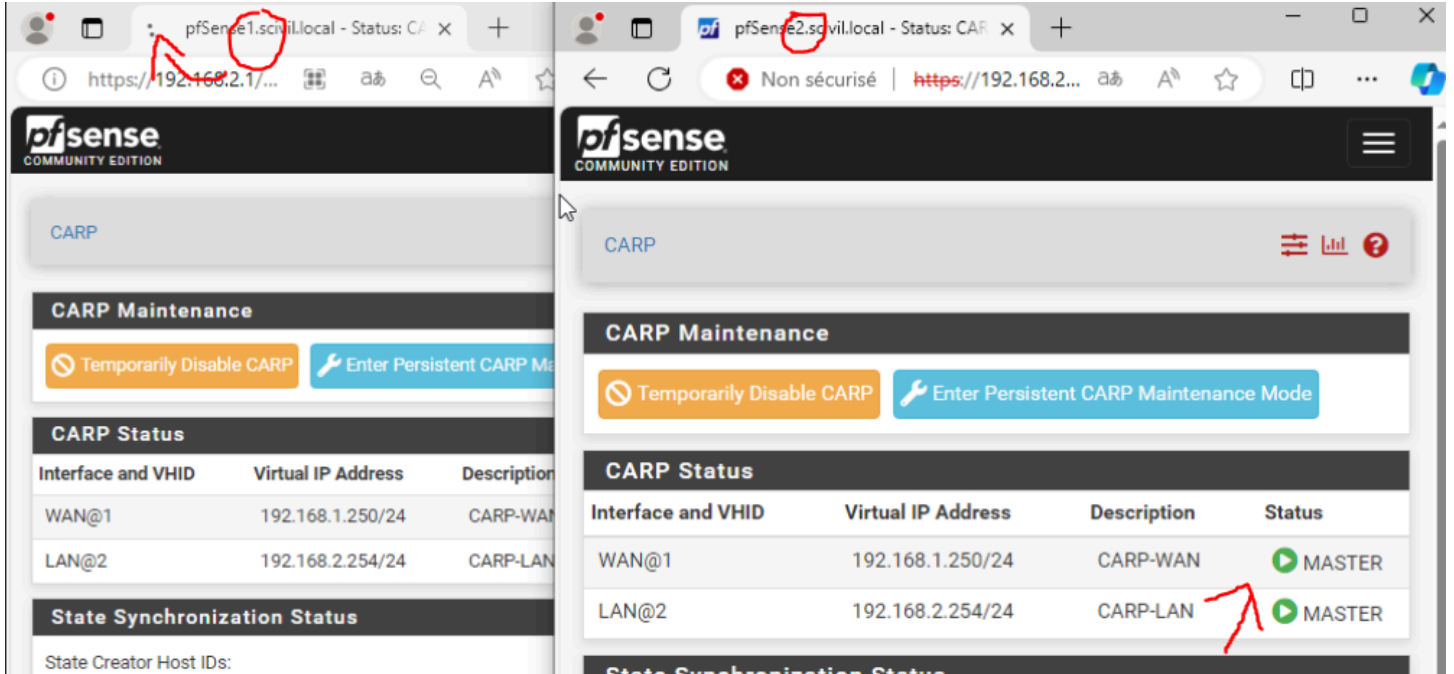 pfSense1.scivil.local - Status: CA
https://192.168.2.1/...
pfsense
COMMUNITY EDITION
CARP
CARP Maintenance
Temporarily Disable CARP
Enter Persistent CARP Ma
CARP Status
Interface and VHID Virtual IP Address Description
WAN@1 192.168.1.250/24 CARP-WAN
LAN@2 192.168.2.254/24 CARP-LAN
State Synchronization Status
State Creator Host IDs:
pfSense2.scivil.local - Status: CAR
Non sécurisé | https://192.168.2...
pfsense
COMMUNITY EDITION
CARP
CARP Maintenance
Temporarily Disable CARP
Enter Persistent CARP Maintenance Mode
CARP Status
Interface and VHID Virtual IP Address Description Status
WAN@1 192.168.1.250/24 CARP-WAN MASTER
LAN@2 192.168.2.254/24 CARP-LAN MASTER
State Synchronization Status